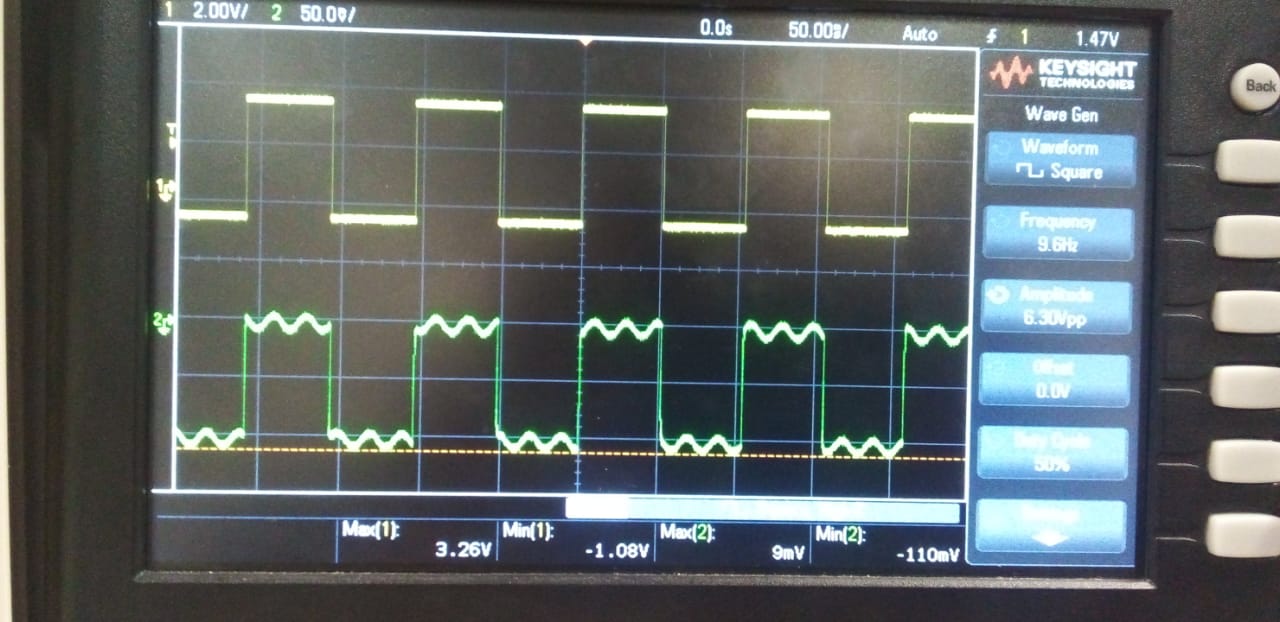 1 2.00V/ 2 50.0V/ 0.0s 50.00s/ Auto 1 1.47V
KEYSIGHT
TECHNOLOGIES
Wave Gen
Waveform
Square
Frequency
9.6Hz
Amplitude
6.30Vpp
Offset
0.0V
Duty Cycle
50%
Back
T
1
2
Max(1):
3.26V
Min(1):
-1.08V
Max(2):
9mV
Min(2):
-110mV